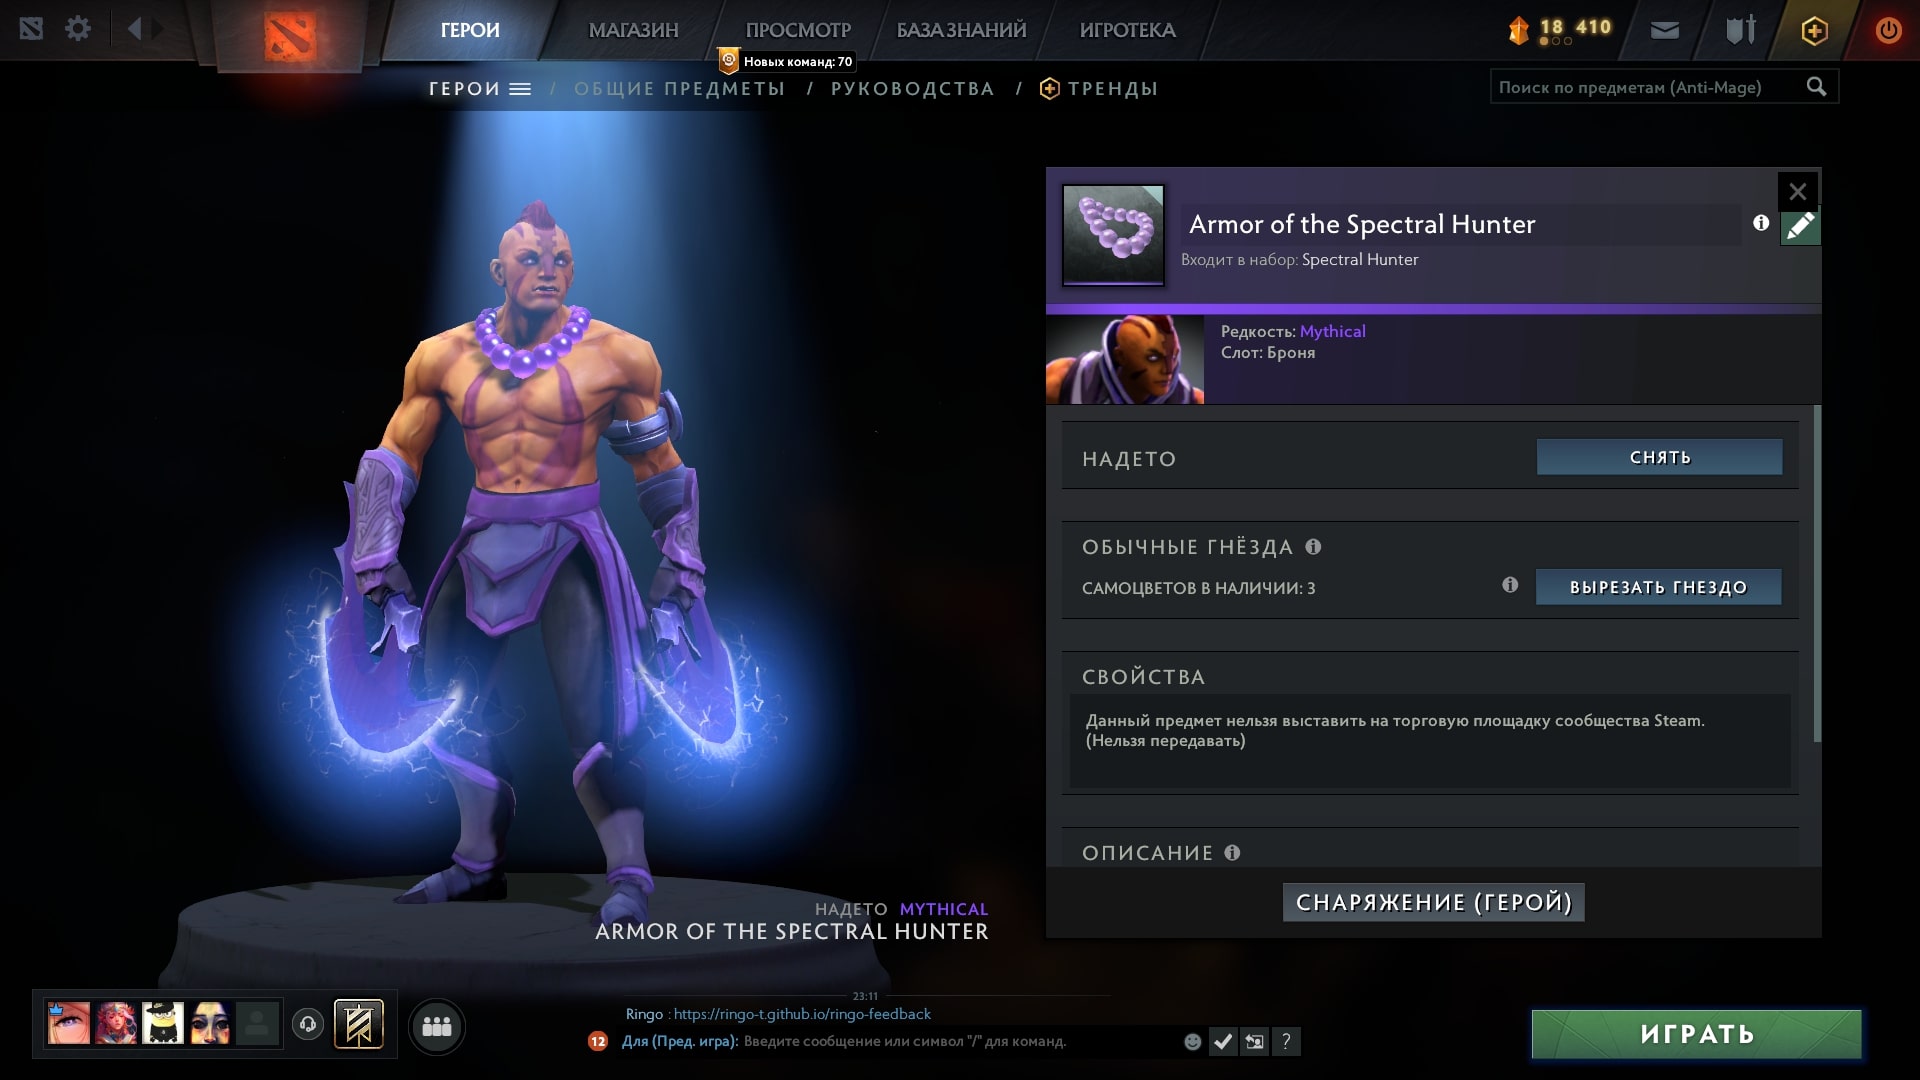 ГЕРОИ
МАГАЗИН
ПРОСМОТР
БАЗА ЗНАНИЙ
ИГРОТЕКА
18 410
Новых команд: 70
ГЕРОИ / ОБЩИЕ ПРЕДМЕТЫ / РУКОВОДСТВА / ТРЕНДЫ
Поиск по предметам (Anti-Mage)
Armor of the Spectral Hunter
Входит в набор: Spectral Hunter
Редкость: Mythical
Слот: Броня
НАДЕТО
СНЯТЬ
ОБЫЧНЫЕ ГНЁЗДА
САМОЦВЕТОВ В НАЛИЧИИ: 3
ВЫРЕЗАТЬ ГНЕЗДО
СВОЙСТВА
Данный предмет нельзя выставить на торговую площадку сообщества Steam.
(Нельзя передавать)
ОПИСАНИЕ
СНАРЯЖЕНИЕ (ГЕРОЙ)
НАДЕТО MYTHICAL
ARMOR OF THE SPECTRAL HUNTER
23:11
Ringo : https://ringo-t.github.io/ringo-feedback
12
Для (Пред. игра): Введите сообщение или символ "/" для команд.
?
ИГРАТЬ